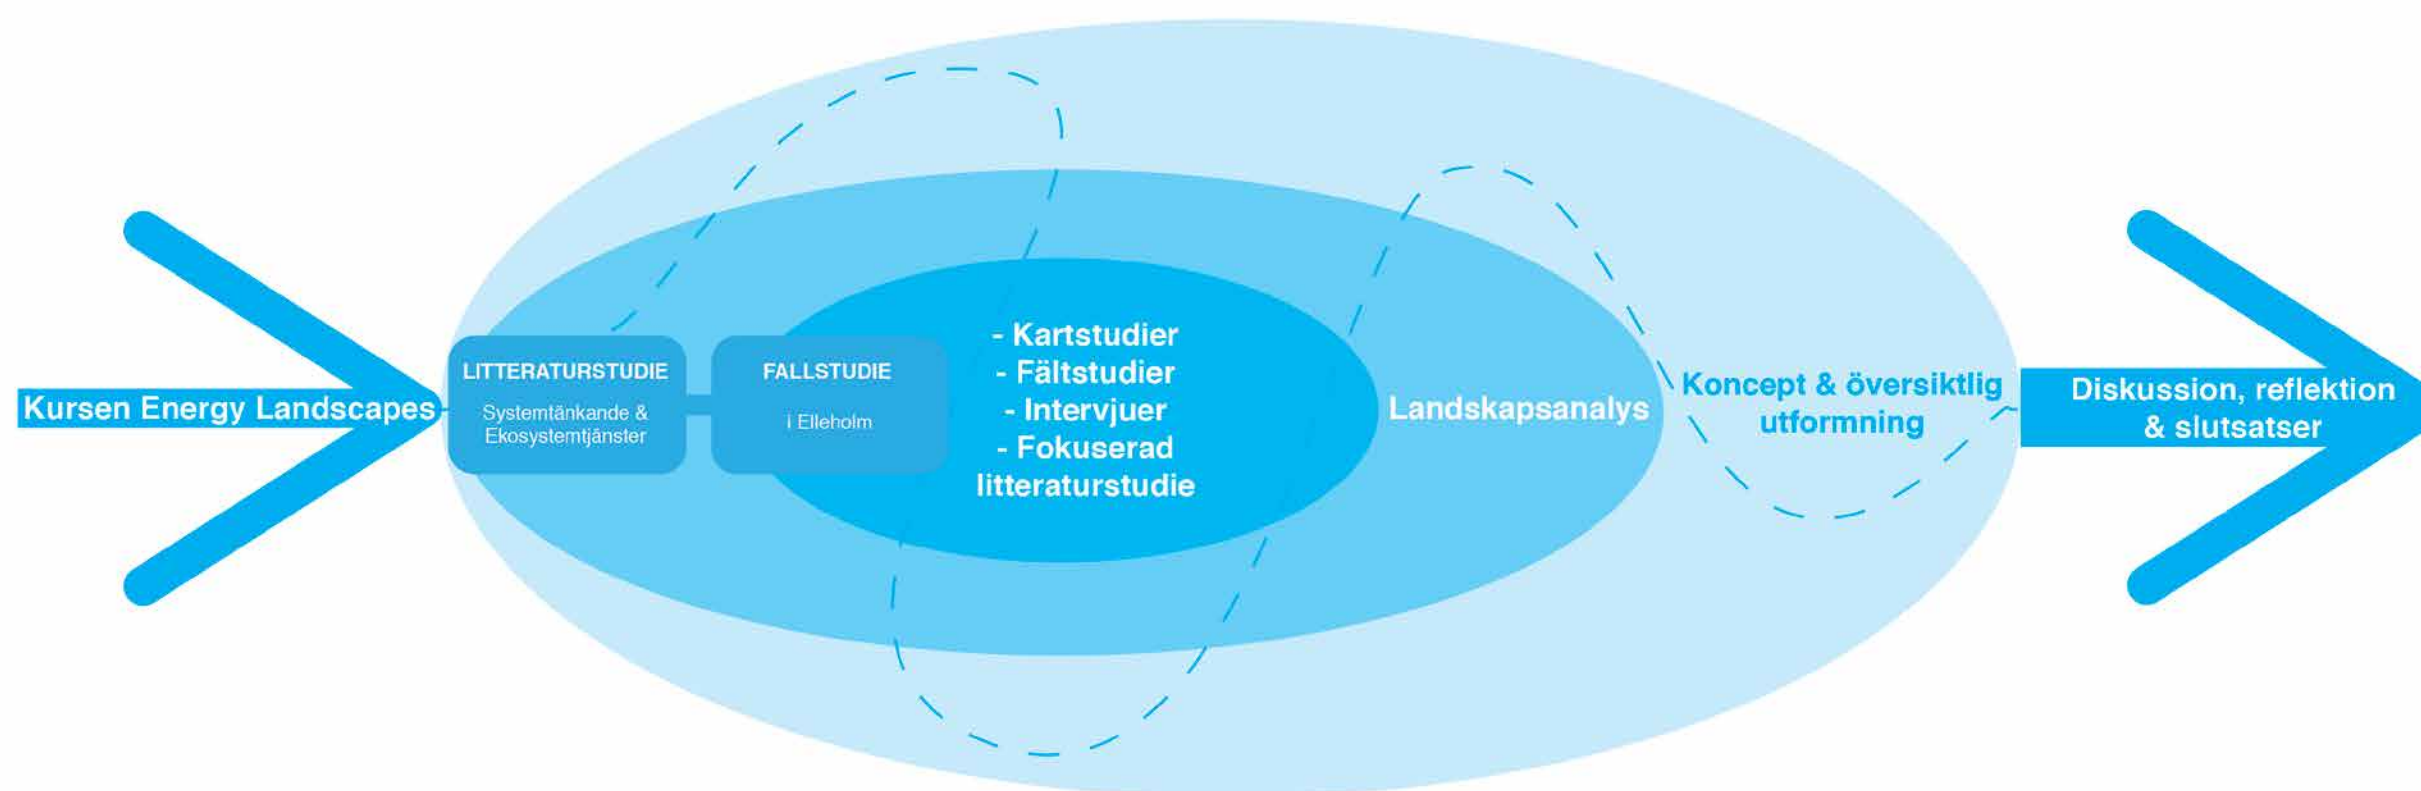 Kursen Energy Landscapes
LITTERATURSTUDIE
Systemtänkande &
Ekosystemtjänster
FALLSTUDIE
i Elleholm
- Kartstudier
- Fältstudier
- Intervjuer
- Fokuserad
litteraturstudie
Landskapsanalys
Koncept & översiktlig
utformning
Diskussion, reflektion
& slutsatser